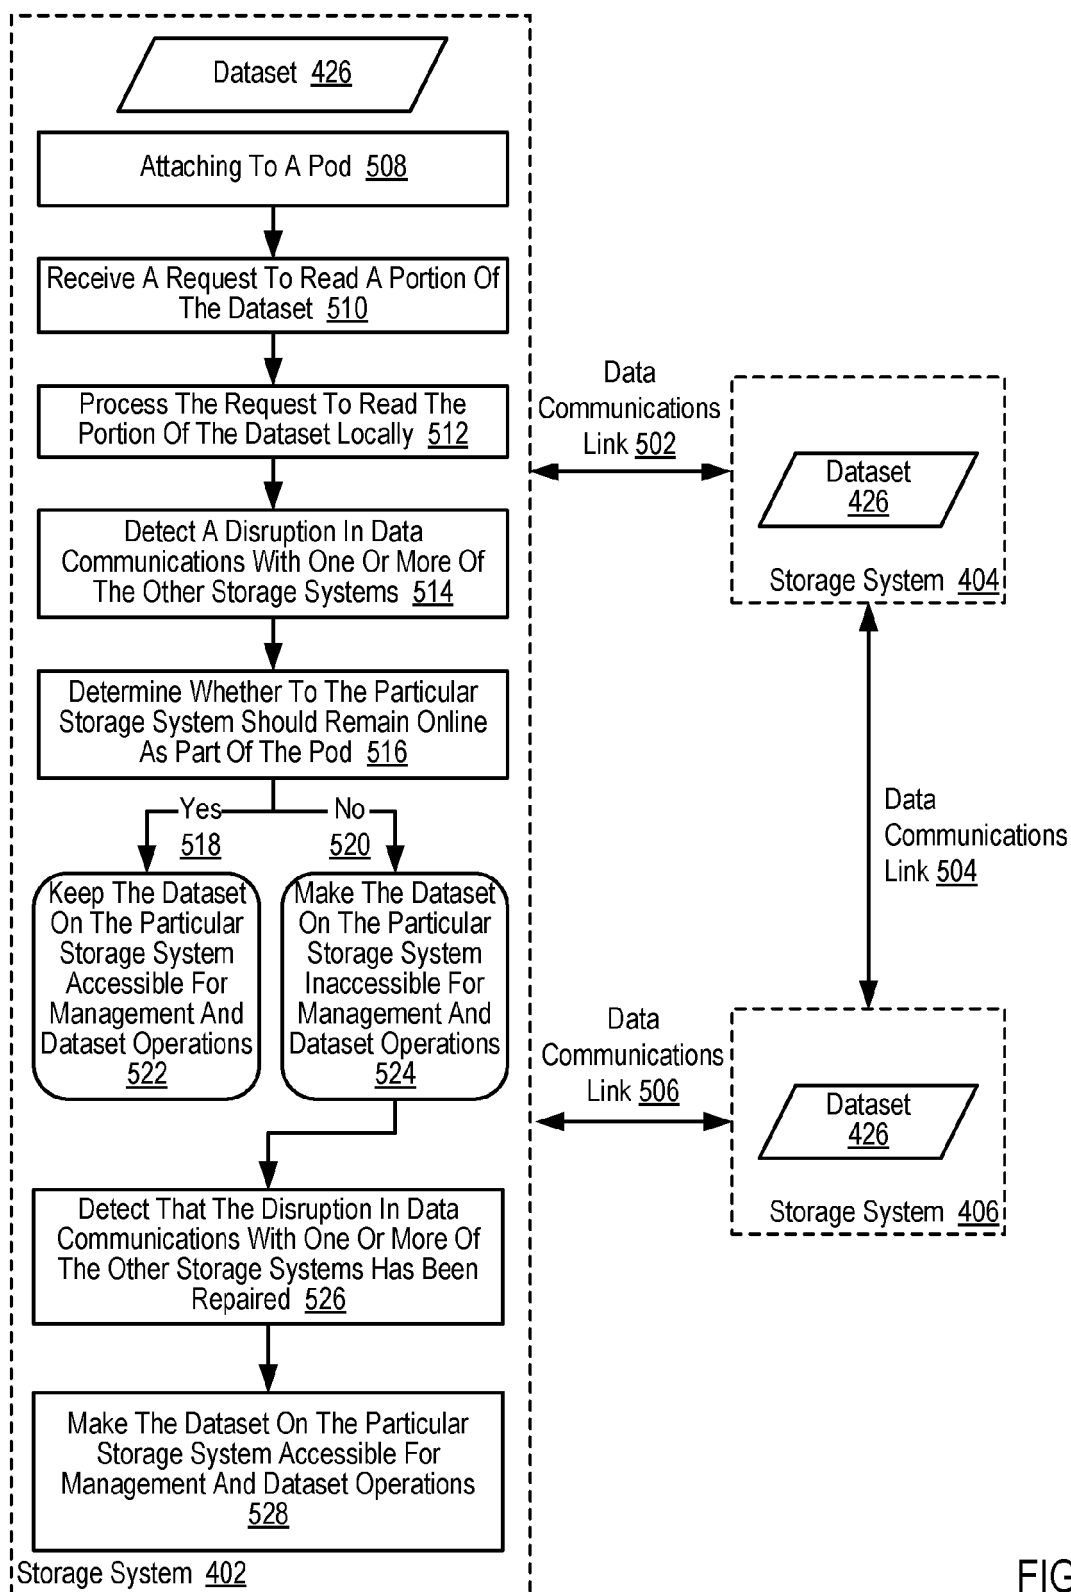 Dataset 426
Attaching To A Pod 508
Receive A Request To Read A Portion Of
The Dataset 510
Process The Request To Read The
Portion Of The Dataset Locally 512
Detect A Disruption In Data
Communications With One Or More Of
The Other Storage Systems 514
Determine Whether To The Particular
Storage System Should Remain Online
As Part Of The Pod 516
Yes
518
No
520
Keep The Dataset
On The Particular
Storage System
Accessible For
Management And
Dataset Operations
522
Make The Dataset
On The Particular
Storage System
Inaccessible For
Management And
Dataset Operations
524
Detect That The Disruption In Data
Communications With One Or More Of
The Other Storage Systems Has Been
Repaired 526
Make The Dataset On The Particular
Storage System Accessible For
Management And Dataset Operations
528
Storage System 402
Data
Communications
Link 502
Dataset
426
Storage System 404
Data
Communications
Link 504
Data
Communications
Link 506
Dataset
426
Storage System 406
FIG